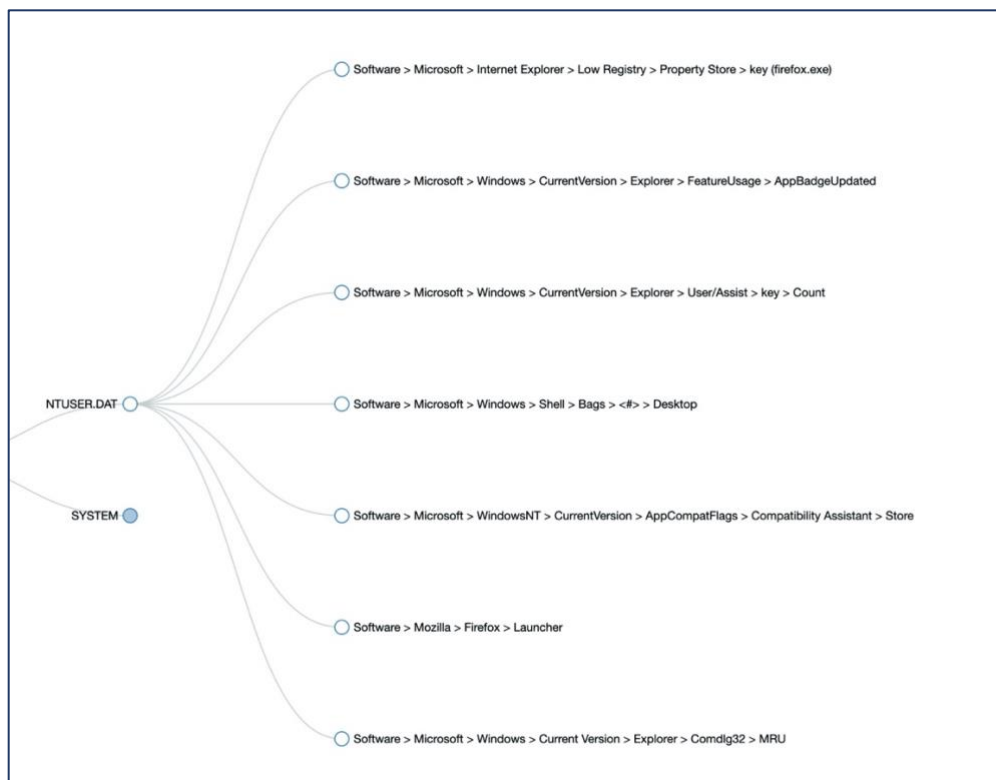 Software > Microsoft > Internet Explorer > Low Registry > Property Store > key (firefox.exe)
Software > Microsoft > Windows > CurrentVersion > Explorer > FeatureUsage > AppBadgeUpdated
Software > Microsoft > Windows > CurrentVersion > Explorer > User/Assist > key > Count
NTUSER.DAT
Software > Microsoft > Windows > Shell > Bags > <#> > Desktop
SYSTEM
Software > Microsoft > WindowsNT > CurrentVersion > AppCompatFlags > Compatibility Assistant > Store
Software > Mozilla > Firefox > Launcher
Software > Microsoft > Windows > Current Version > Explorer > Comdlg32 > MRU